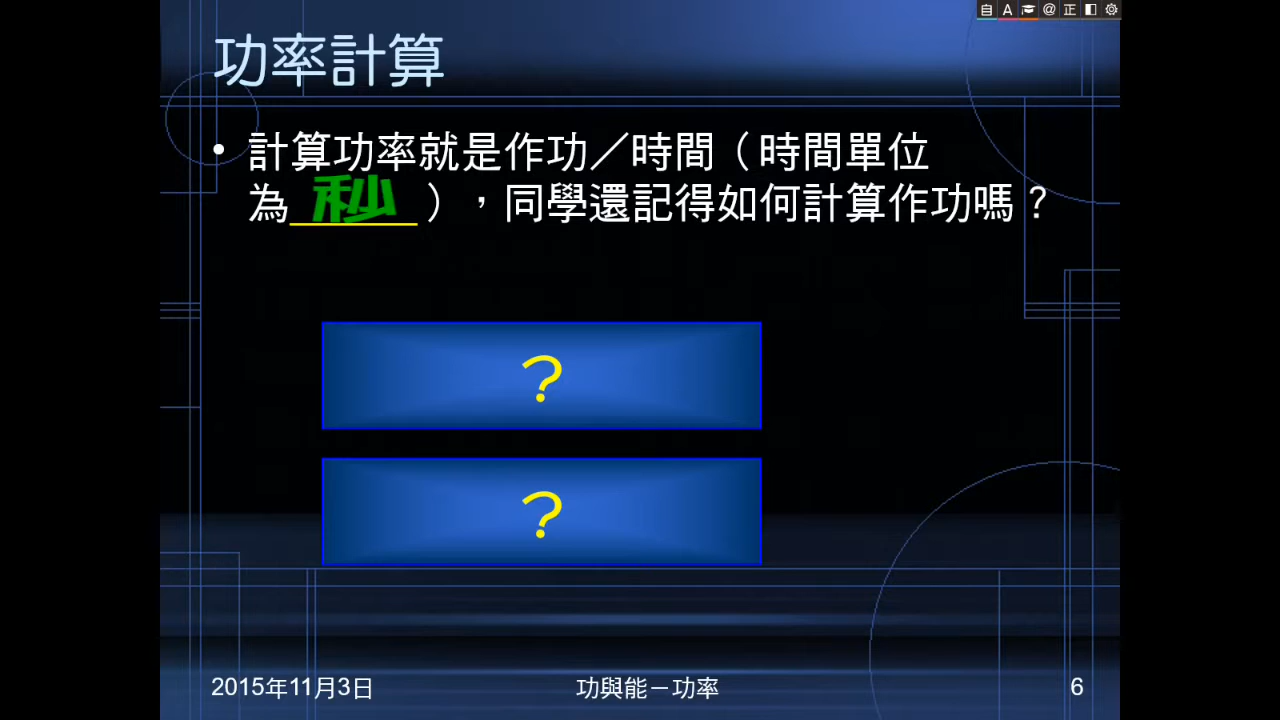 自 A @ 正
功率計算
• 計算功率就是作功／時間（時間單位
為 秒 ），同學還記得如何計算作功嗎？
？
？
2015年11月3日 功與能－功率 6